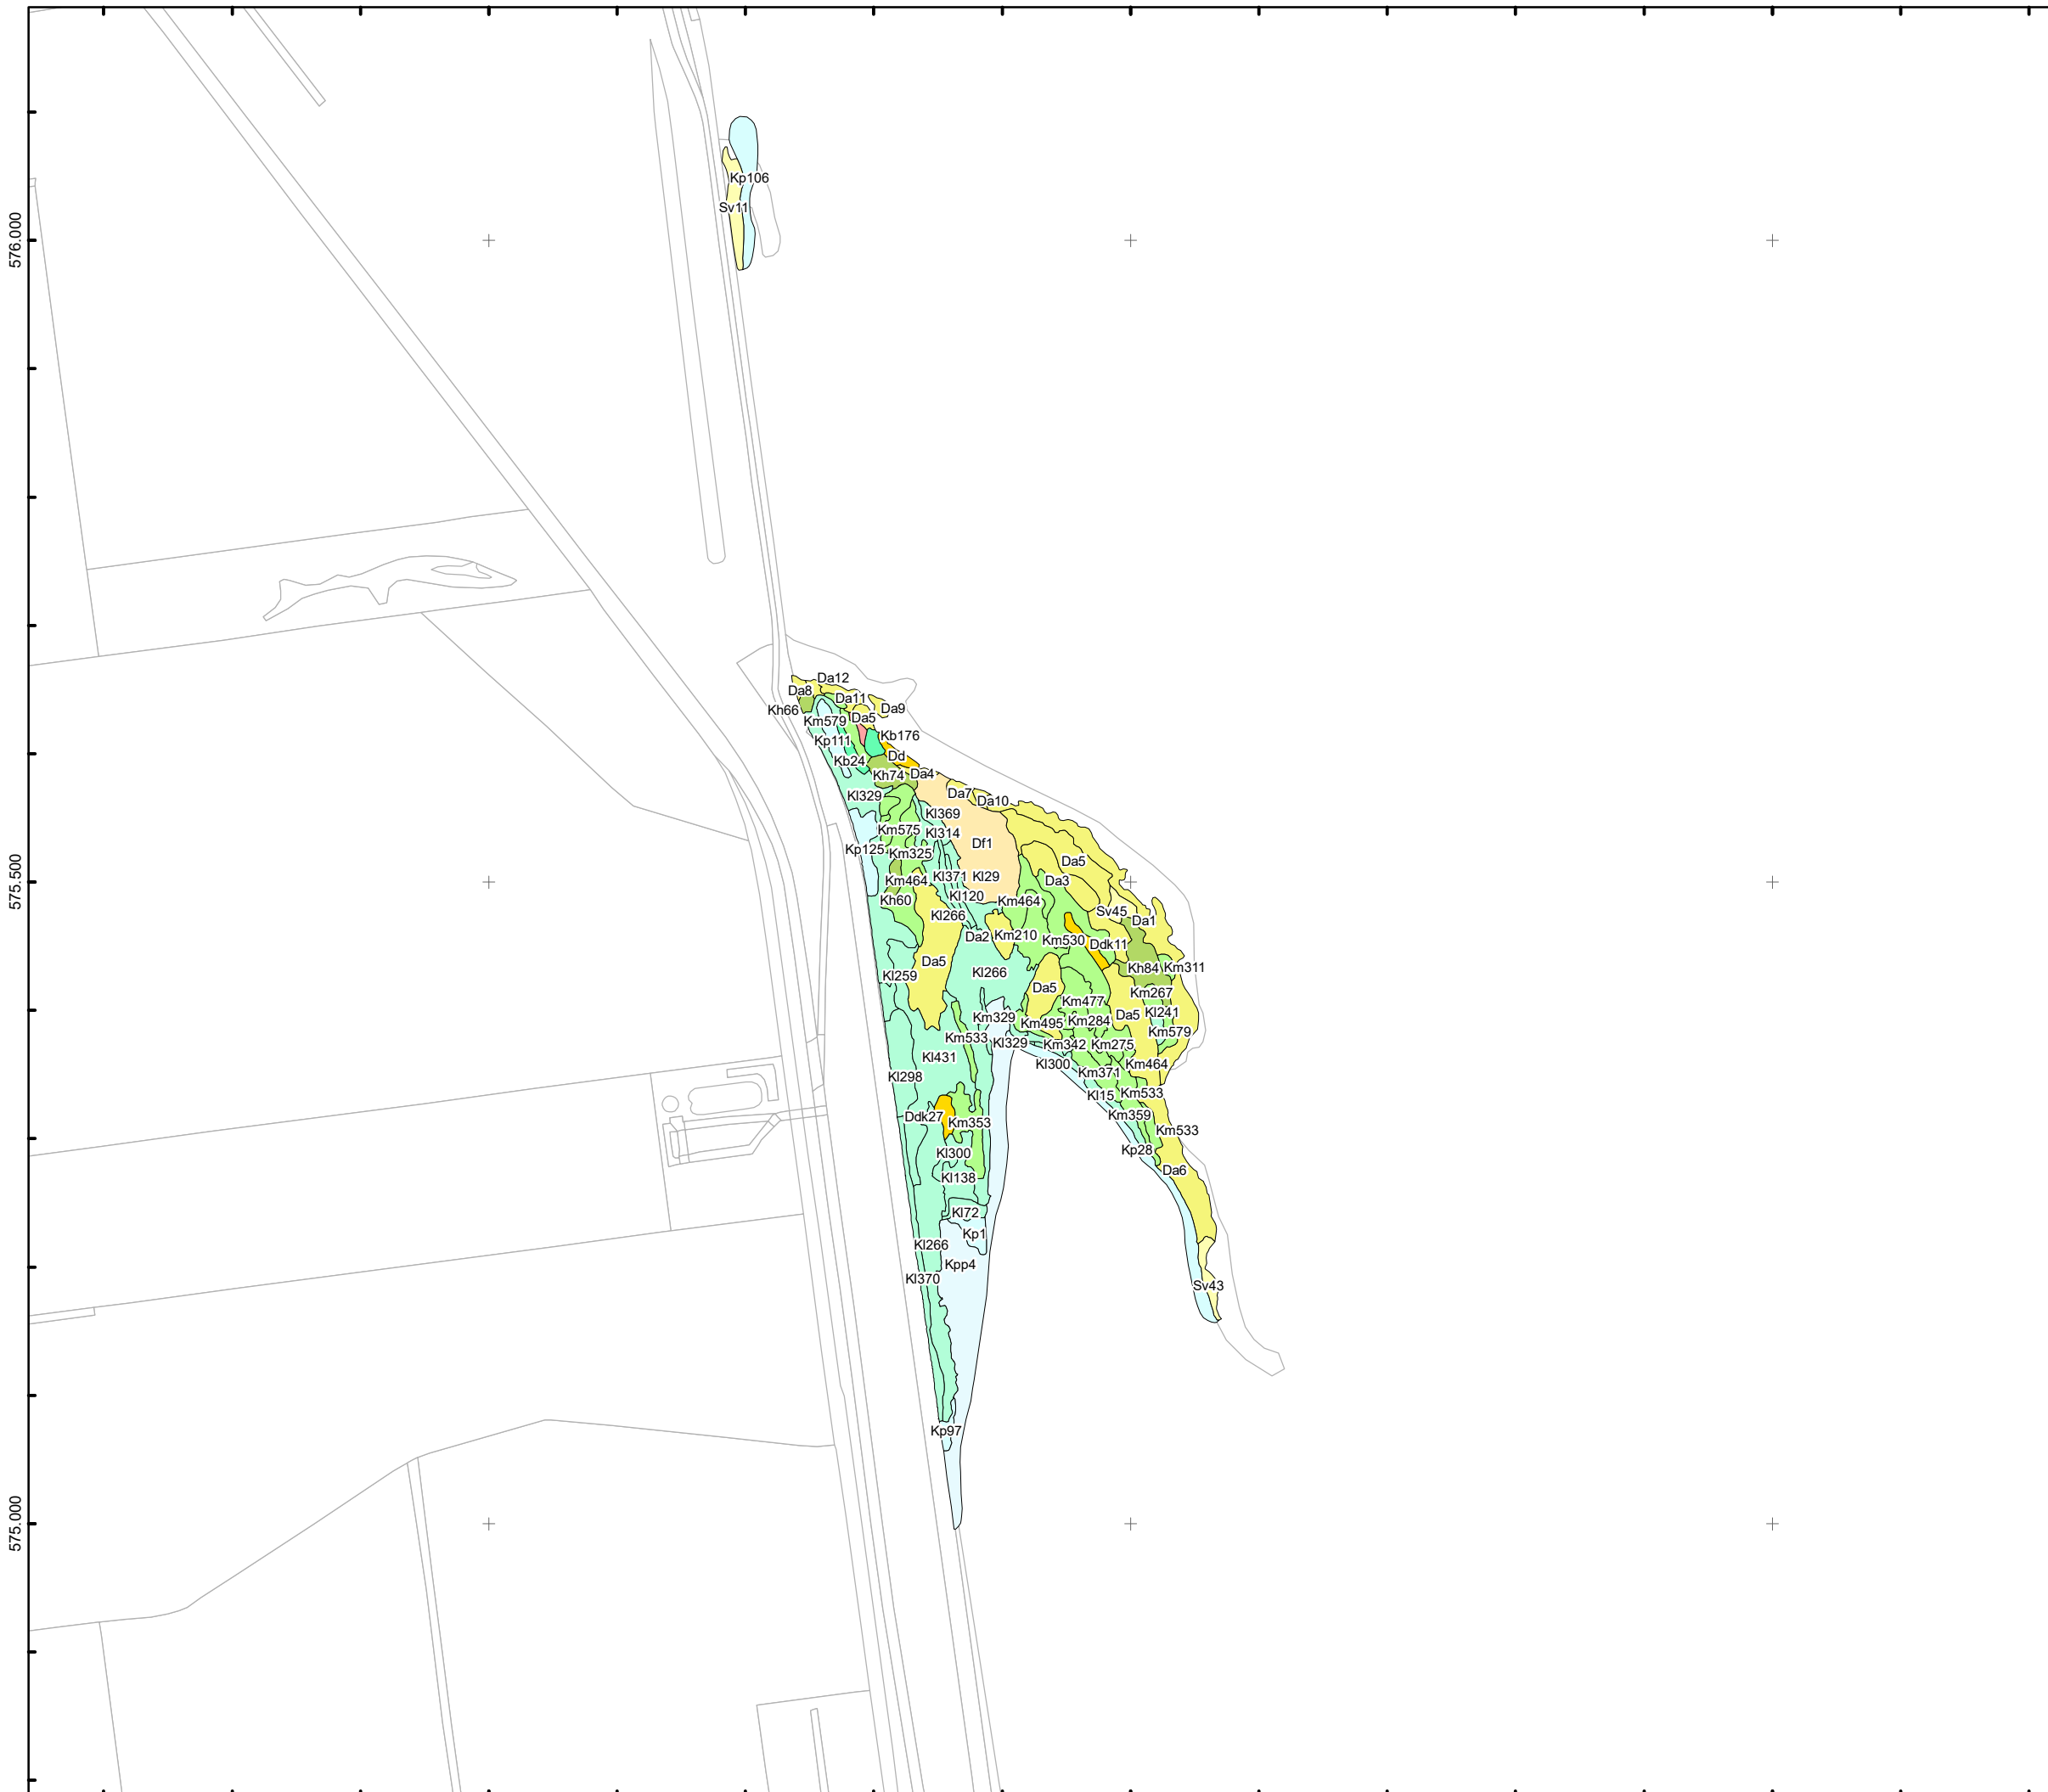 Kp106
Sv11
576.000
Da12
Da8
Da11
Kh66
Da9
Da5
Km579
Kb176
Kp111
Dd
Kb24
Da4
Kh74
Da7
Kl329
Da10
Kl369
Km575
Kl314
Df1
Kp125
Km325
Da5
Kl371
Kl29
Km464
Da3
575.500
Kl120
Kh60
Km464
Kl266
Sv45
Da1
Da2
Km210
Km530
Ddk11
Da5
Kh84
Km311
Kl259
Kl266
Da5
Km267
Km477
Kl241
Km329
Da5
Km495
Km284
Km579
Km533
Kl329
Km342
Km275
Kl431
Kl300
Km464
Kl298
Km371
Kl15
Km533
Ddk27
Km353
Km359
Km533
Kl300
Kp28
Da6
Kl138
Kl72
Kp1
Kl266
Kpp4
Kl370
Sv43
Kp97
575.000